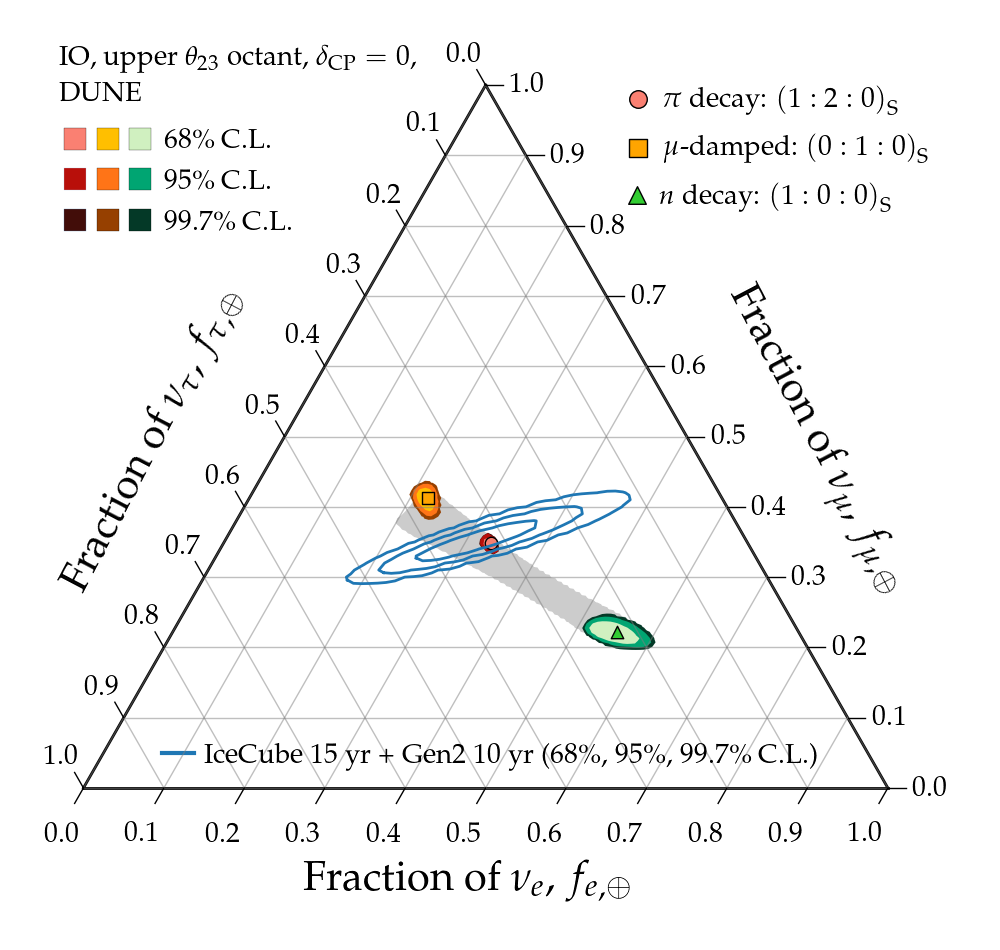 IO, upper θ₂₃ octant, δCP = 0,
DUNE
68% C.L.
95% C.L.
99.7% C.L.
π decay: (1 : 2 : 0)S
μ-damped: (0 : 1 : 0)S
n decay: (1 : 0 : 0)S
Fraction of ντ, fτ,⊕
0.0
0.1
0.2
0.3
0.4
0.5
0.6
0.7
0.8
0.9
1.0
Fraction of νμ, fμ,⊕
1.0
0.9
0.8
0.7
0.6
0.5
0.4
0.3
0.2
0.1
0.0
IceCube 15 yr + Gen2 10 yr (68%, 95%, 99.7% C.L.)
0.0 0.1 0.2 0.3 0.4 0.5 0.6 0.7 0.8 0.9 1.0
Fraction of νe, fe,⊕